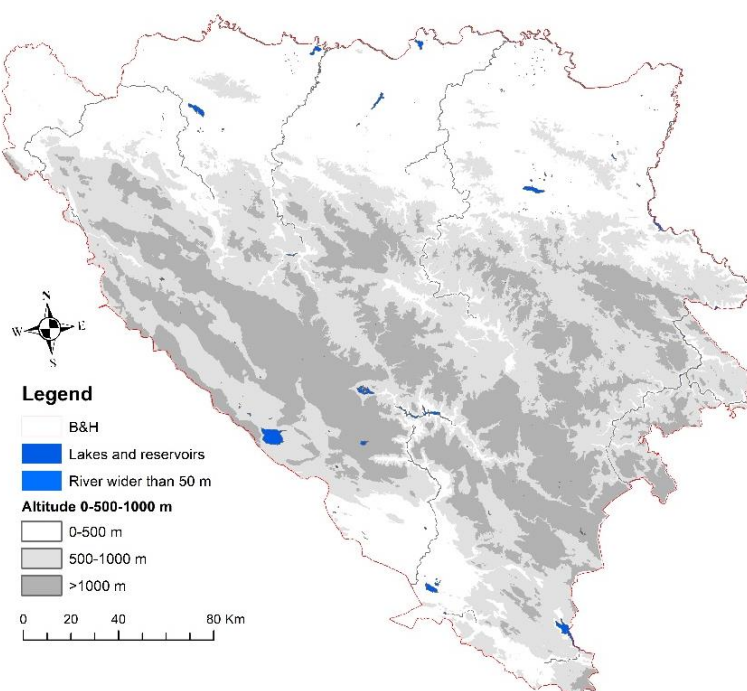 N
W
E
S
Legend
B&H
Lakes and reservoirs
River wider than 50 m
Altitude 0-500-1000 m
0-500 m
500-1000 m
>1000 m
0 20 40 80 Km